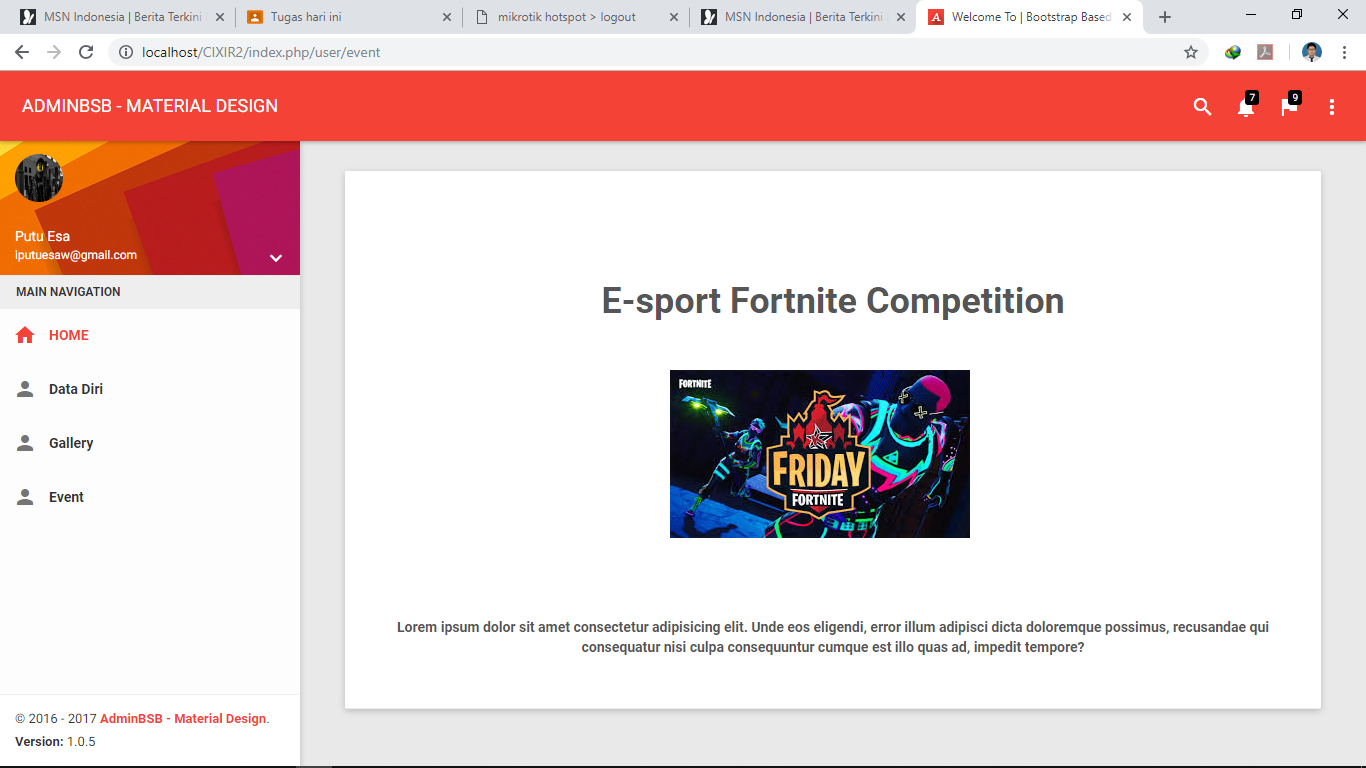 MSN Indonesia | Berita Terkini
Tugas hari ini
mikrotik hotspot > logout
MSN Indonesia | Berita Terkini
Welcome To | Bootstrap Based
localhost/CIXIR2/index.php/user/event
ADMINBSB - MATERIAL DESIGN
7
9
Putu Esa
iputuesaw@gmail.com
MAIN NAVIGATION
HOME
Data Diri
Gallery
Event
© 2016 - 2017 AdminBSB - Material Design.
Version: 1.0.5
E-sport Fortnite Competition
FORTNITE
FRIDAY
FORTNITE
Lorem ipsum dolor sit amet consectetur adipisicing elit. Unde eos eligendi, error illum adipisci dicta doloremque possimus, recusandae qui
consequatur nisi culpa consequuntur cumque est illo quas ad, impedit tempore?